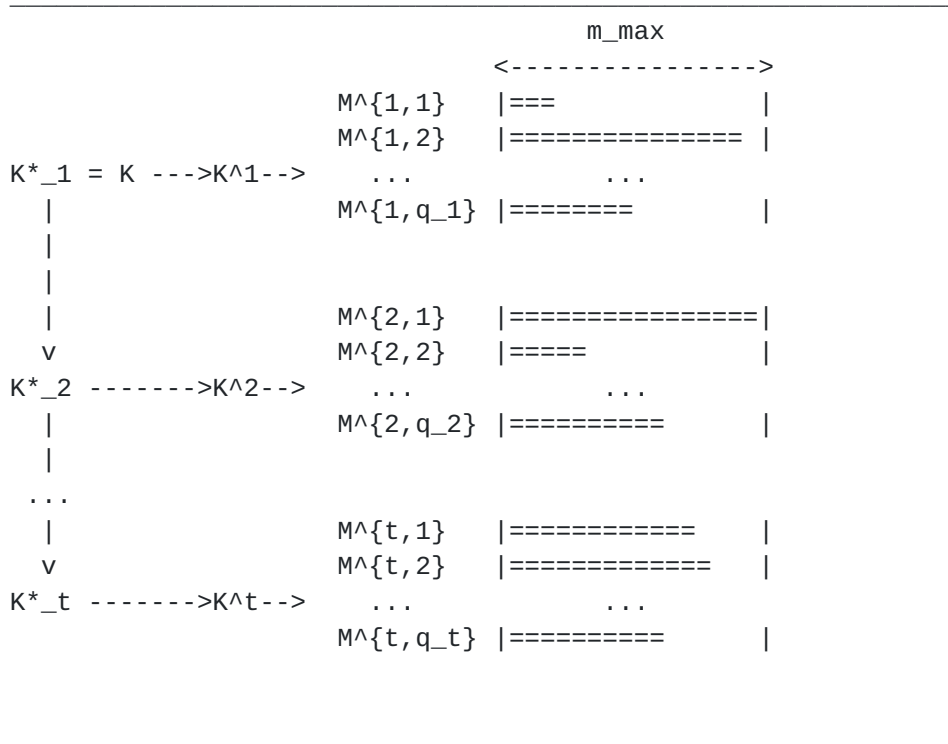 m_max
<---------------->
M^{1,1} |=== |
M^{1,2} |=============== |
K*_1 = K --->K^1--> ... ...
| M^{1,q_1} |======== |
|
|
| M^{2,1} |================|
v M^{2,2} |===== |
K*_2 ------->K^2--> ... ...
| M^{2,q_2} |========== |
|
...
| M^{t,1} |============ |
v M^{t,2} |============= |
K*_t ------->K^t--> ... ...
M^{t,q_t} |========== |